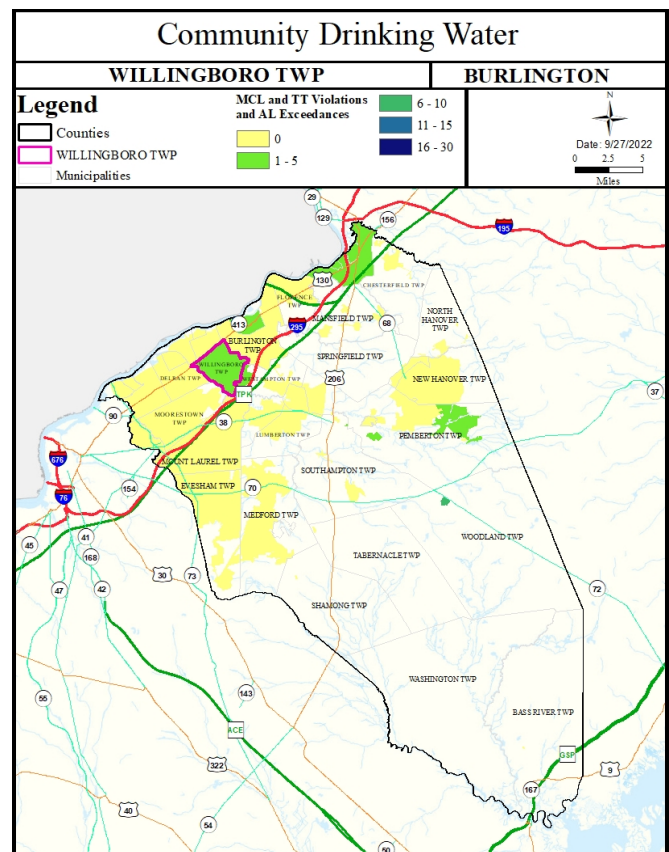 Community Drinking Water
WILLINGBORO TWP
BURLINGTON
Legend
Counties
WILLINGBORO TWP
Municipalities
MCL and TT Violations
and AL Exceedances
0
1 - 5
6 - 10
11 - 15
16 - 30
N
Date: 9/27/2022
0 2.5 5
Miles
29
129
156
195
130
CHESTERFIELD TWP
FLORENCE
TWP
NORTH
HANOVER
TWP
MANSFIELD TWP
68
413
295
BURLINGTON
TWP
SPRINGFIELD TWP
WILLINGBORO
TWP
DELRAN TWP
WESTAMPTON TWP
206
NEW HANOVER TWP
37
TPK
90
MOORESTOWN
TWP
38
LUMBERTON TWP
PEMBERTON TWP
676
MOUNT LAUREL TWP
SOUTHAMPTON TWP
76
154
EVESHAM TWP
70
MEDFORD TWP
41
45
168
WOODLAND TWP
TABERNACLE TWP
30
73
47
42
72
SHAMONG TWP
WASHINGTON TWP
143
55
BASS RIVER TWP
ACE
GSP
322
9
167
40
54
50